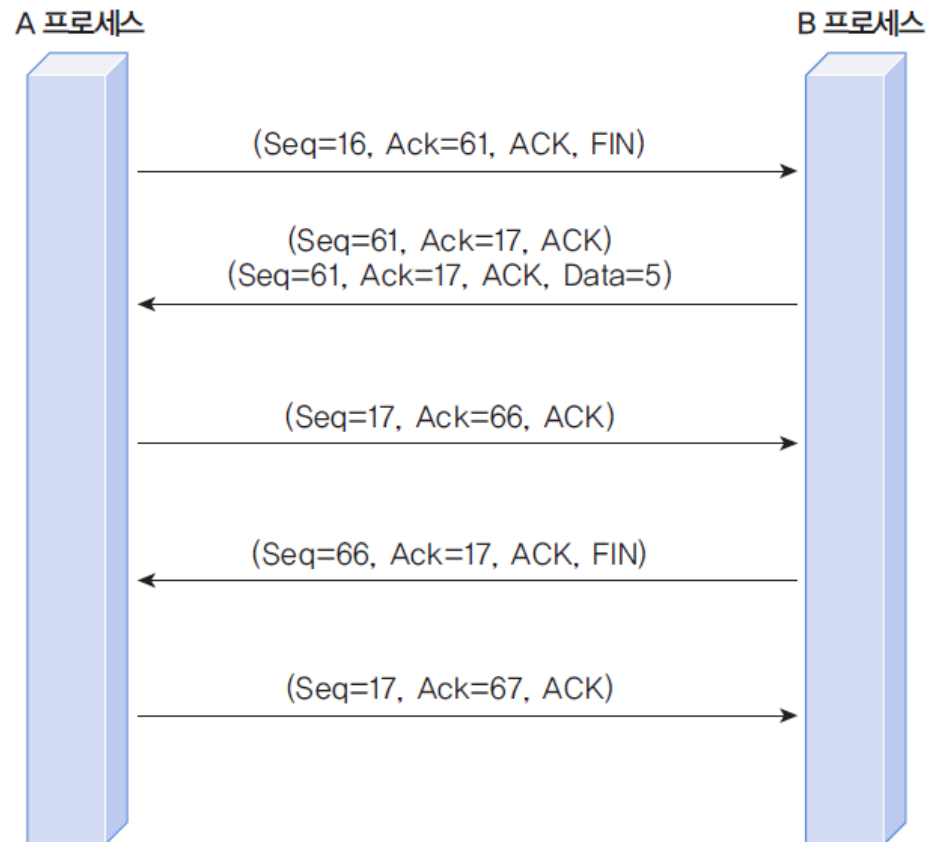 A 프로세스
B 프로세스
(Seq=16, Ack=61, ACK, FIN)
(Seq=61, Ack=17, ACK)
(Seq=61, Ack=17, ACK, Data=5)
(Seq=17, Ack=66, ACK)
(Seq=66, Ack=17, ACK, FIN)
(Seq=17, Ack=67, ACK)